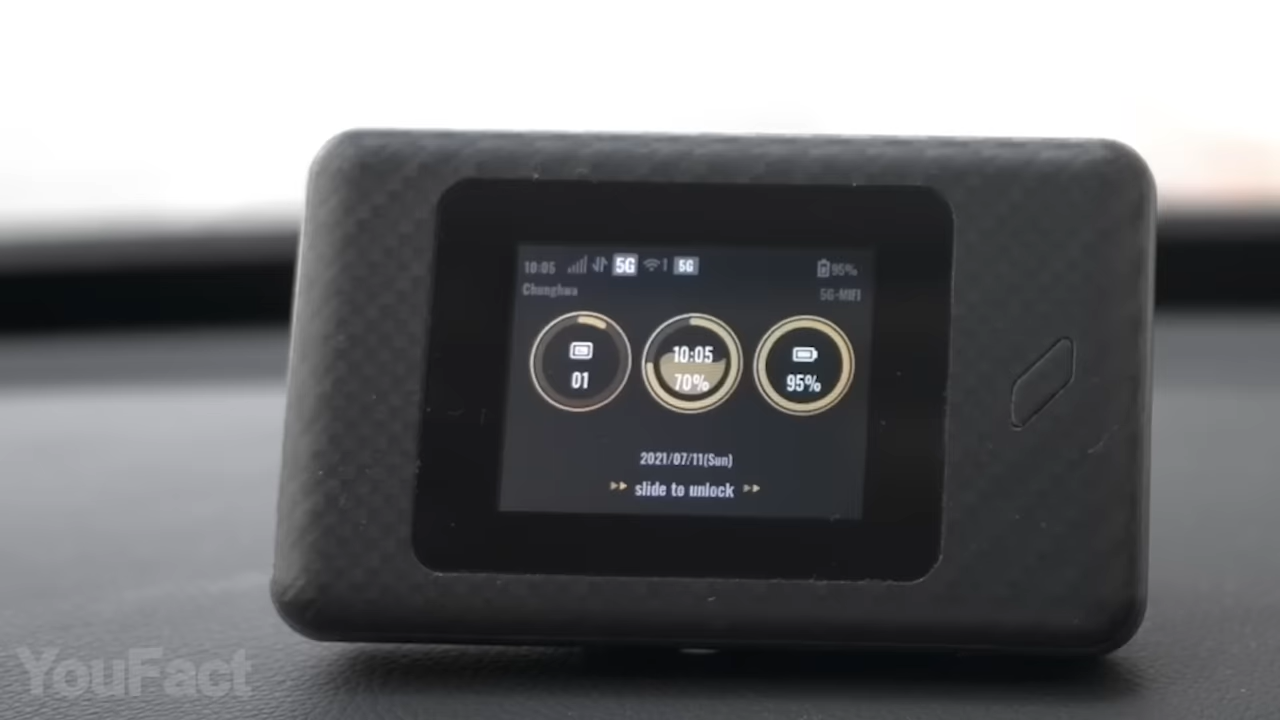 10:05 5G 1 5G 95%
Chunghwa 5G-MIFI
01 10:05 70% 95%
2021/07/11(Sun)
slide to unlock
YouFact